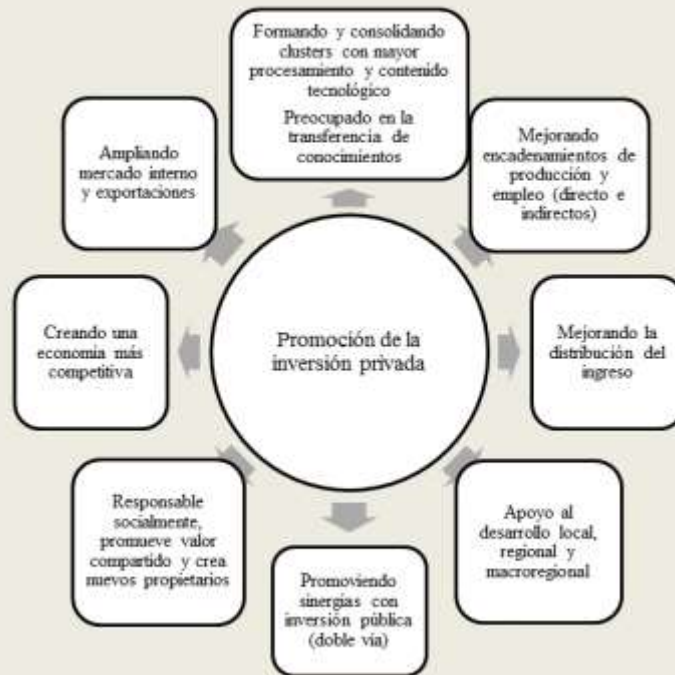 Formando y consolidando
clusters con mayor
procesamiento y contenido
tecnológico
Preocupado en la
transferencia de
conocimientos
Mejorando
encadenamientos de
producción y
empleo (directo e
indirectos)
Mejorando la
distribución del
ingreso
Apoyo al
desarrollo local,
regional y
macroregional
Promoviendo
sinergías con
inversión pública
(doble vía)
Responsable
socialmente,
promueve valor
compartido y crea
nuevos propietarios
Creando una
economía más
competitiva
Ampliando
mercado interno
y exportaciones
Promoción de la
inversión privada